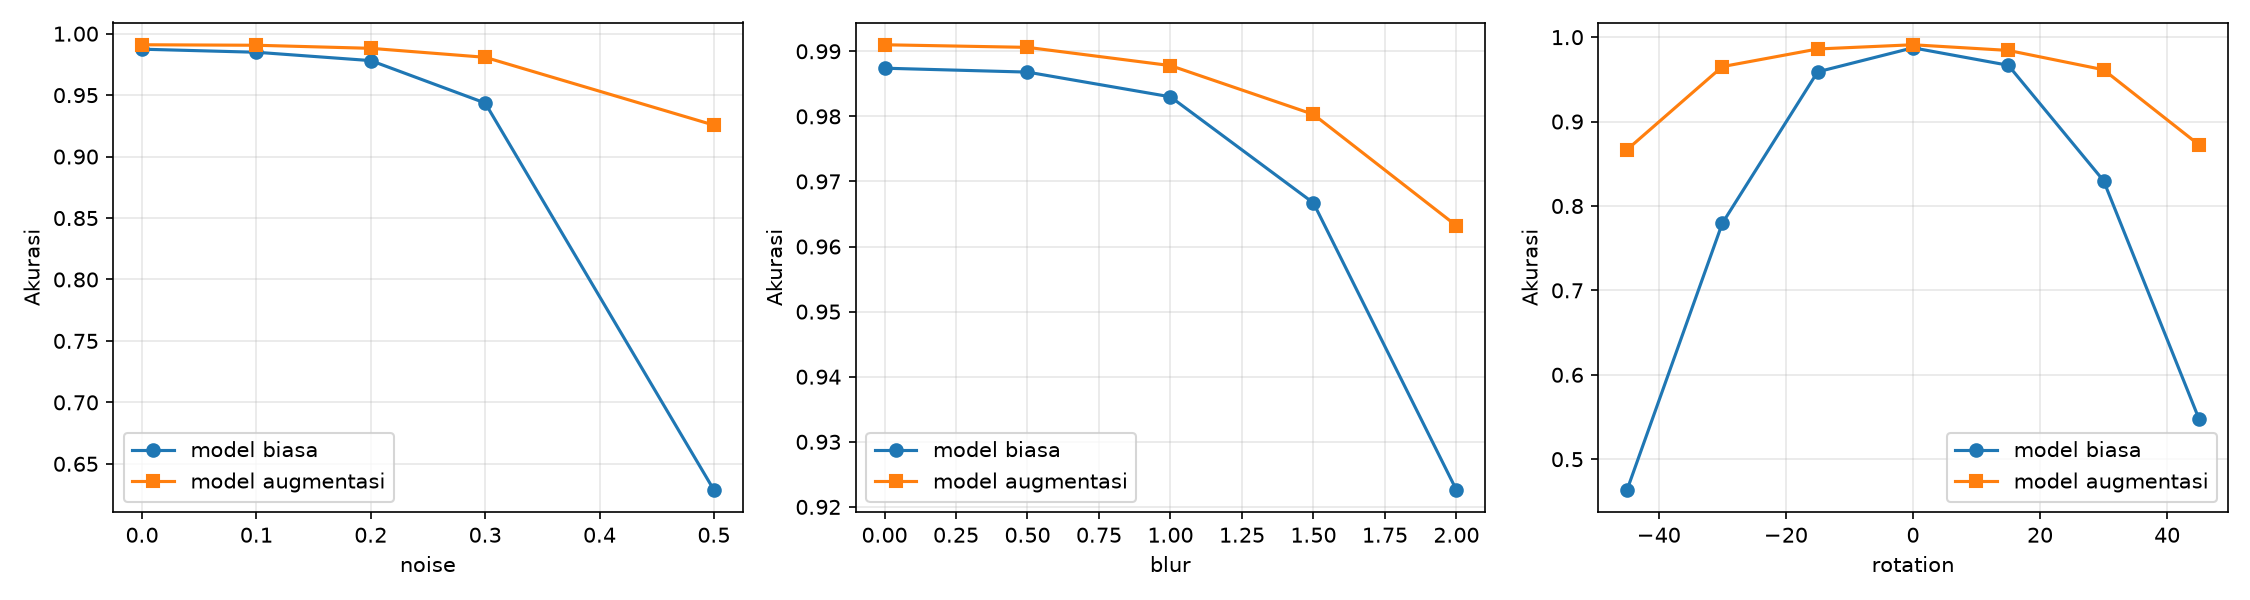 Akurasi
1.00
0.95
0.90
0.85
0.80
0.75
0.70
0.65
model biasa
model augmentasi
0.0 0.1 0.2 0.3 0.4 0.5
noise
Akurasi
0.99
0.98
0.97
0.96
0.95
0.94
0.93
0.92
model biasa
model augmentasi
0.00 0.25 0.50 0.75 1.00 1.25 1.50 1.75 2.00
blur
Akurasi
1.0
0.9
0.8
0.7
0.6
0.5
model biasa
model augmentasi
−40 −20 0 20 40
rotation